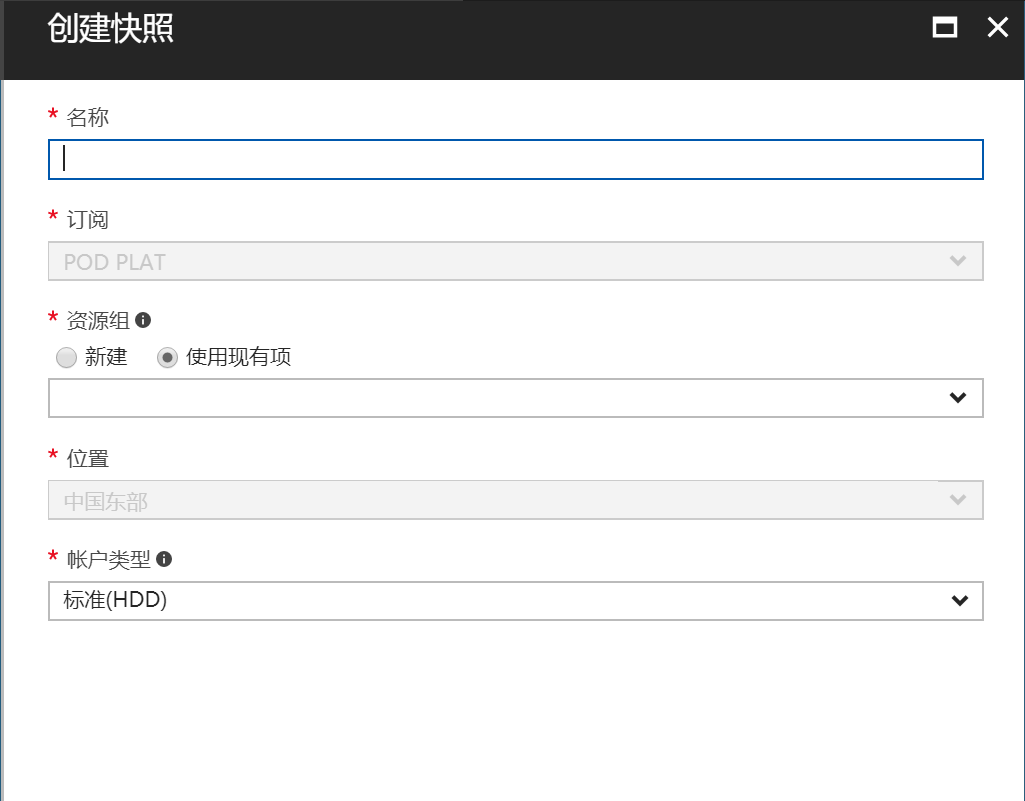 创建快照
* 名称
* 订阅
POD PLAT
* 资源组
新建 使用现有项
* 位置
中国东部
* 帐户类型
标准(HDD)